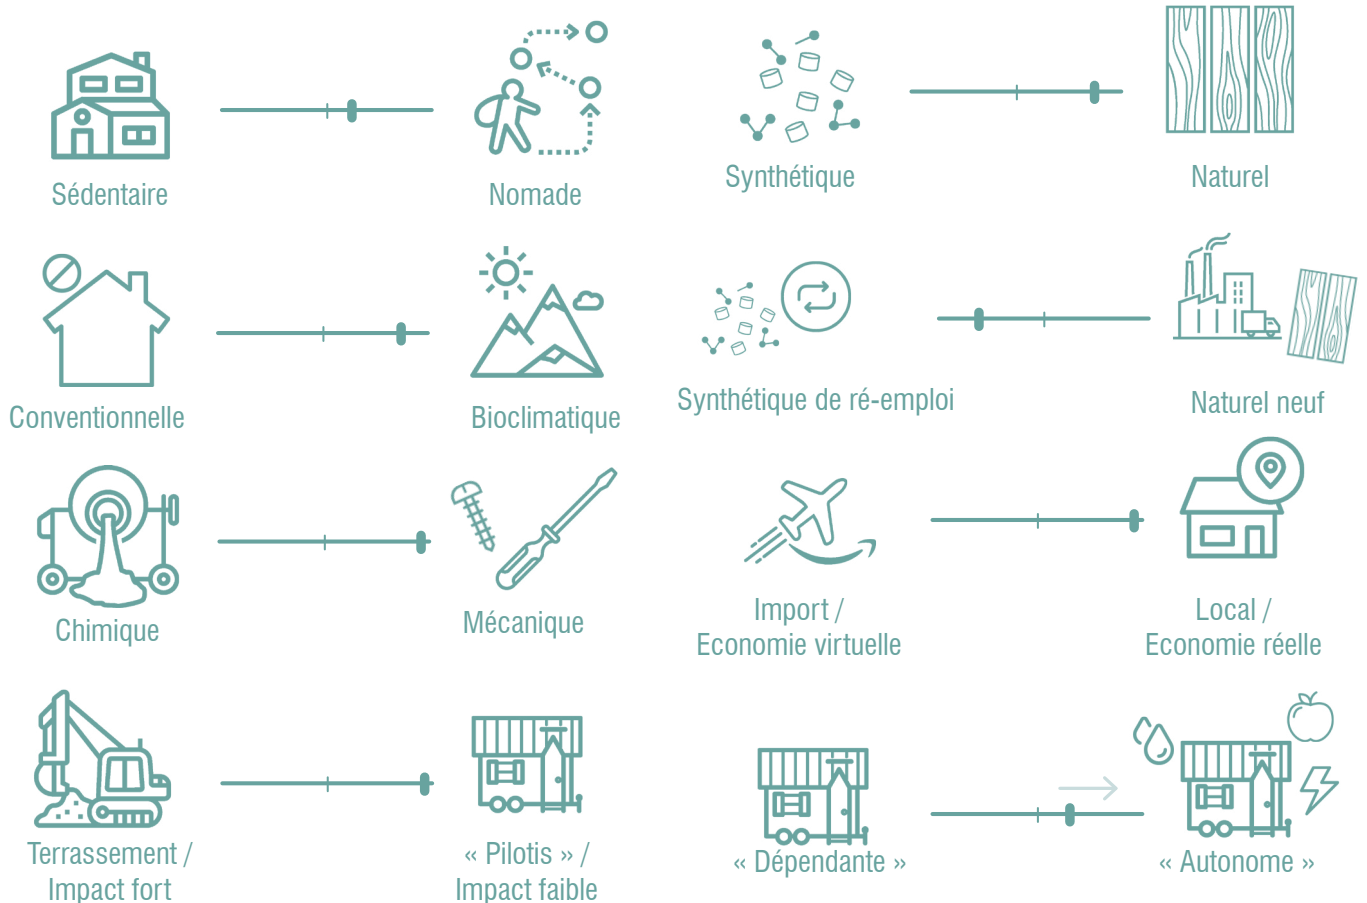 Sédentaire
Nomade
Synthétique
Naturel
Conventionnelle
Bioclimatique
Synthétique de ré-emploi
Naturel neuf
Chimique
Mécanique
Import /
Economie virtuelle
Local /
Economie réelle
Terrassement /
Impact fort
« Pilotis » /
Impact faible
« Dépendante »
« Autonome »